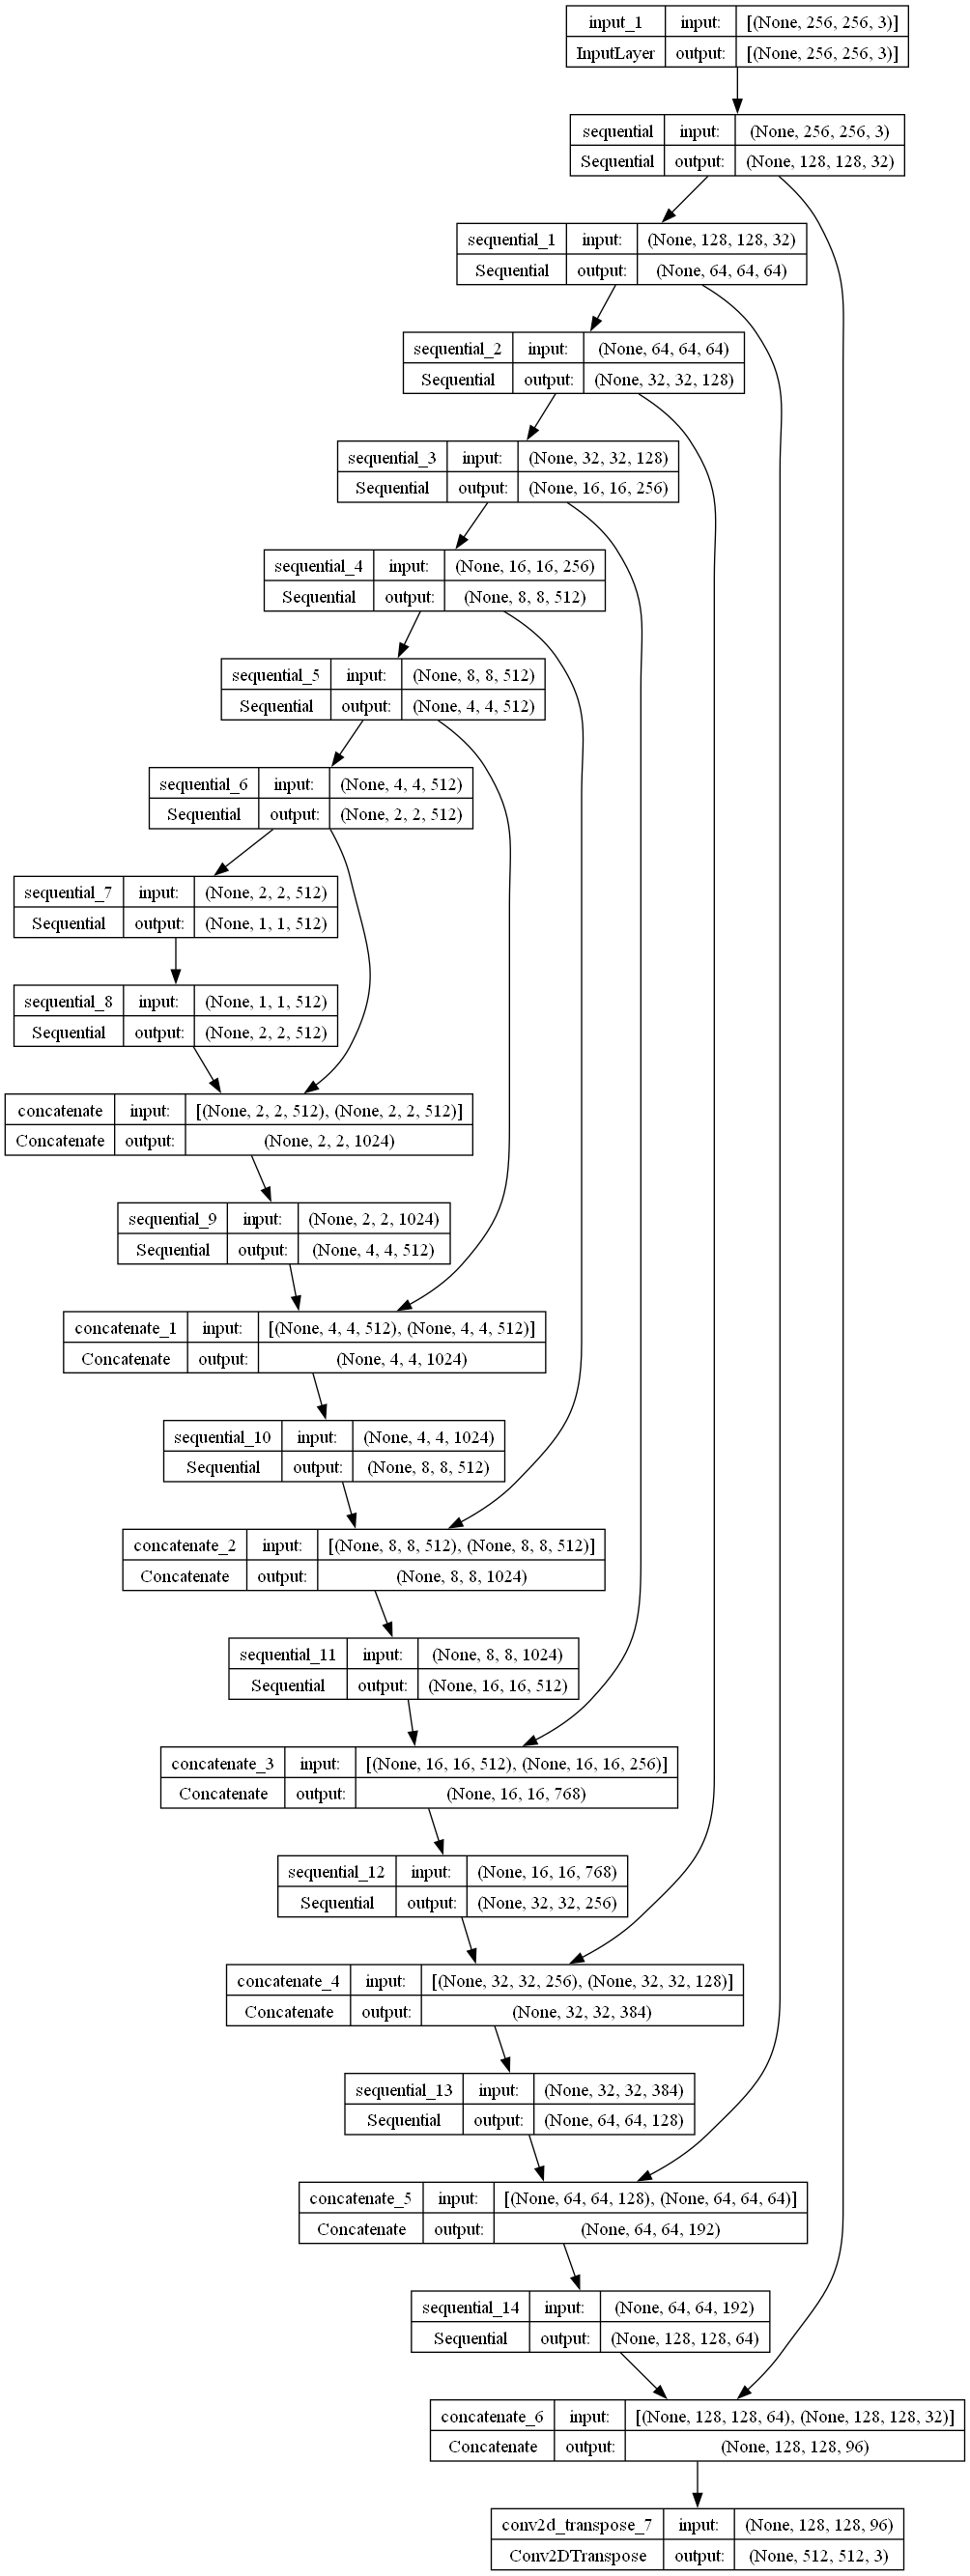 input_1 input: [(None, 256, 256, 3)]
InputLayer output: [(None, 256, 256, 3)]
sequential input: (None, 256, 256, 3)
Sequential output: (None, 128, 128, 32)
sequential_1 input: (None, 128, 128, 32)
Sequential output: (None, 64, 64, 64)
sequential_2 input: (None, 64, 64, 64)
Sequential output: (None, 32, 32, 128)
sequential_3 input: (None, 32, 32, 128)
Sequential output: (None, 16, 16, 256)
sequential_4 input: (None, 16, 16, 256)
Sequential output: (None, 8, 8, 512)
sequential_5 input: (None, 8, 8, 512)
Sequential output: (None, 4, 4, 512)
sequential_6 input: (None, 4, 4, 512)
Sequential output: (None, 2, 2, 512)
sequential_7 input: (None, 2, 2, 512)
Sequential output: (None, 1, 1, 512)
sequential_8 input: (None, 1, 1, 512)
Sequential output: (None, 2, 2, 512)
concatenate input: [(None, 2, 2, 512), (None, 2, 2, 512)]
Concatenate output: (None, 2, 2, 1024)
sequential_9 input: (None, 2, 2, 1024)
Sequential output: (None, 4, 4, 512)
concatenate_1 input: [(None, 4, 4, 512), (None, 4, 4, 512)]
Concatenate output: (None, 4, 4, 1024)
sequential_10 input: (None, 4, 4, 1024)
Sequential output: (None, 8, 8, 512)
concatenate_2 input: [(None, 8, 8, 512), (None, 8, 8, 512)]
Concatenate output: (None, 8, 8, 1024)
sequential_11 input: (None, 8, 8, 1024)
Sequential output: (None, 16, 16, 512)
concatenate_3 input: [(None, 16, 16, 512), (None, 16, 16, 256)]
Concatenate output: (None, 16, 16, 768)
sequential_12 input: (None, 16, 16, 768)
Sequential output: (None, 32, 32, 256)
concatenate_4 input: [(None, 32, 32, 256), (None, 32, 32, 128)]
Concatenate output: (None, 32, 32, 384)
sequential_13 input: (None, 32, 32, 384)
Sequential output: (None, 64, 64, 128)
concatenate_5 input: [(None, 64, 64, 128), (None, 64, 64, 64)]
Concatenate output: (None, 64, 64, 192)
sequential_14 input: (None, 64, 64, 192)
Sequential output: (None, 128, 128, 64)
concatenate_6 input: [(None, 128, 128, 64), (None, 128, 128, 32)]
Concatenate output: (None, 128, 128, 96)
conv2d_transpose_7 input: (None, 128, 128, 96)
Conv2DTranspose output: (None, 512, 512, 3)